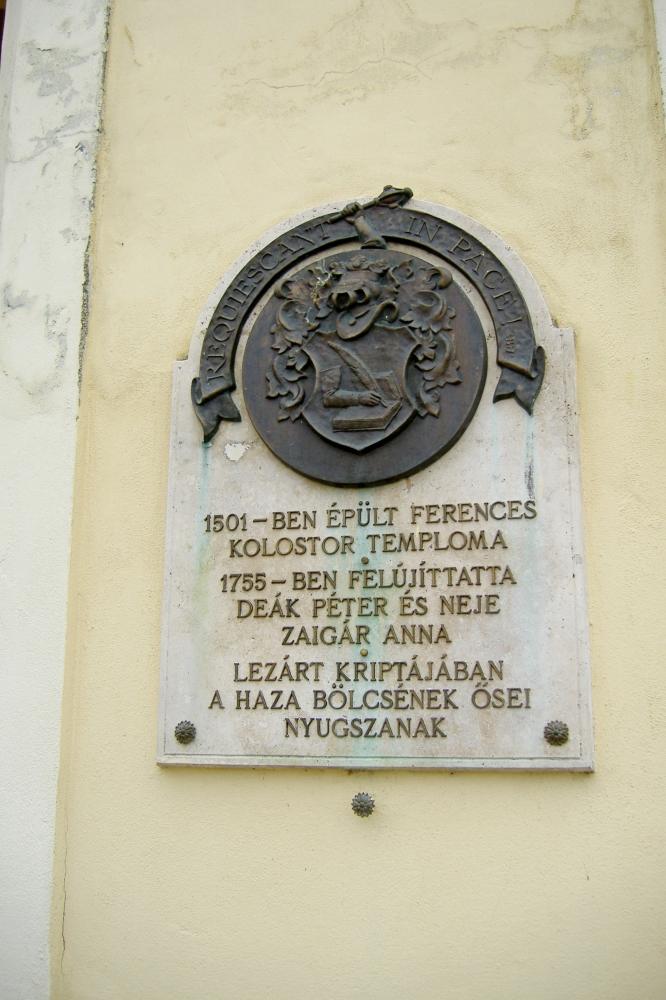 REQUIESCANT IN PACE!
1501-BEN ÉPÜLT FERENCES
KOLOSTOR TEMPLOMA
1755-BEN FELÚJÍTTATTA
DEÁK PÉTER ÉS NEJE
ZAIGÁR ANNA
LEZÁRT KRIPTÁJÁBAN
A HAZA BÖLCSÉNEK ŐSEI
NYUGSZANAK